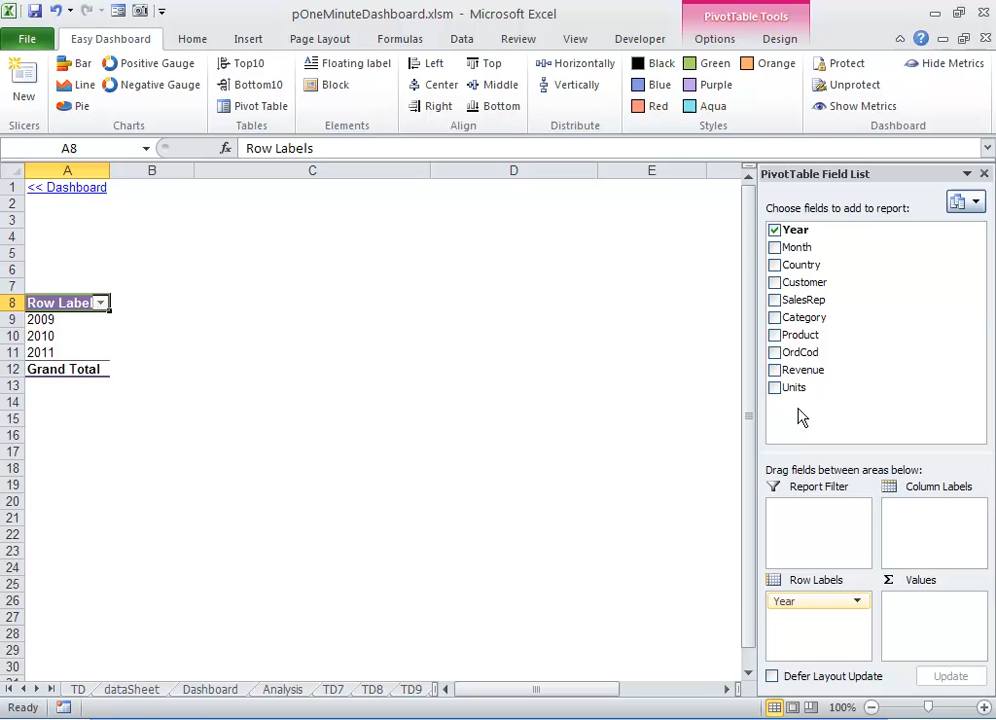 pOneMinuteDashboard.xlsm - Microsoft Excel
PivotTable Tools
File Easy Dashboard Home Insert Page Layout Formulas Data Review View Developer Options Design
Bar Positive Gauge Top10 Floating label Left Top Horizontally Black Green Orange Protect Hide Metrics
New Line Negative Gauge Bottom10 Block Center Middle Vertically Blue Purple Unprotect
Pie Pivot Table Right Bottom Red Aqua Show Metrics
Slicers Charts Tables Elements Align Distribute Styles Dashboard
A8 fx Row Labels
A B C D E
1 << Dashboard
2
3
4
5
6
7
8 Row Label
9 2009
10 2010
11 2011
12 Grand Total
13
14
15
16
17
18
19
20
21
22
23
24
25
26
27
28
29
30
PivotTable Field List
Choose fields to add to report:
Year
Month
Country
Customer
SalesRep
Category
Product
OrdCod
Revenue
Units
Drag fields between areas below:
Report Filter Column Labels
Row Labels Σ Values
Year
Defer Layout Update Update
TD dataSheet Dashboard Analysis TD7 TD8 TD9
Ready 100%